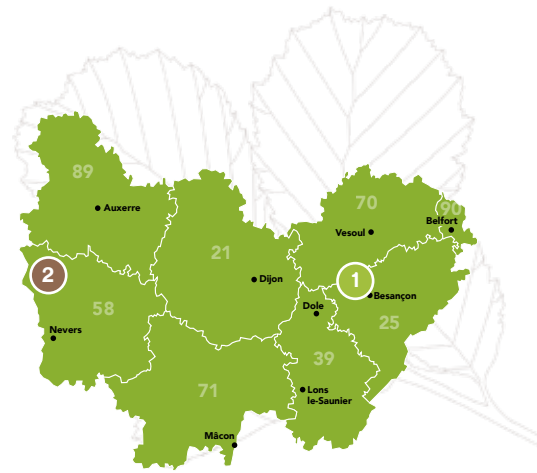 89
Auxerre
70
90
Belfort
Vesoul
21
2
Dijon
1
Besançon
58
Dole
25
Nevers
39
71
Lons
le-Saunier
Mâcon